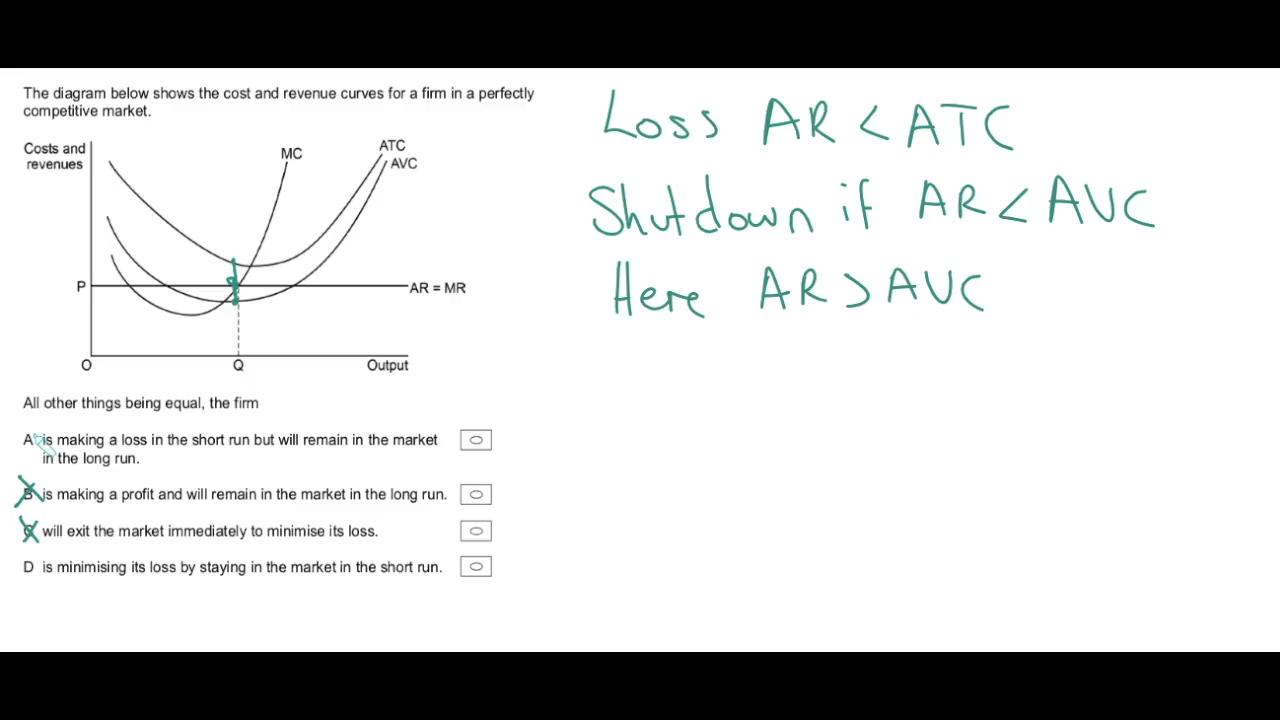 The diagram below shows the cost and revenue curves for a firm in a perfectly
competitive market.
Costs and
revenues
MC
ATC
AVC
P
AR = MR
O
Q
Output
All other things being equal, the firm
A is making a loss in the short run but will remain in the market
in the long run.
B is making a profit and will remain in the market in the long run.
C will exit the market immediately to minimise its loss.
D is minimising its loss by staying in the market in the short run.
Loss AR < ATC
Shutdown if AR < AVC
Here AR > AVC